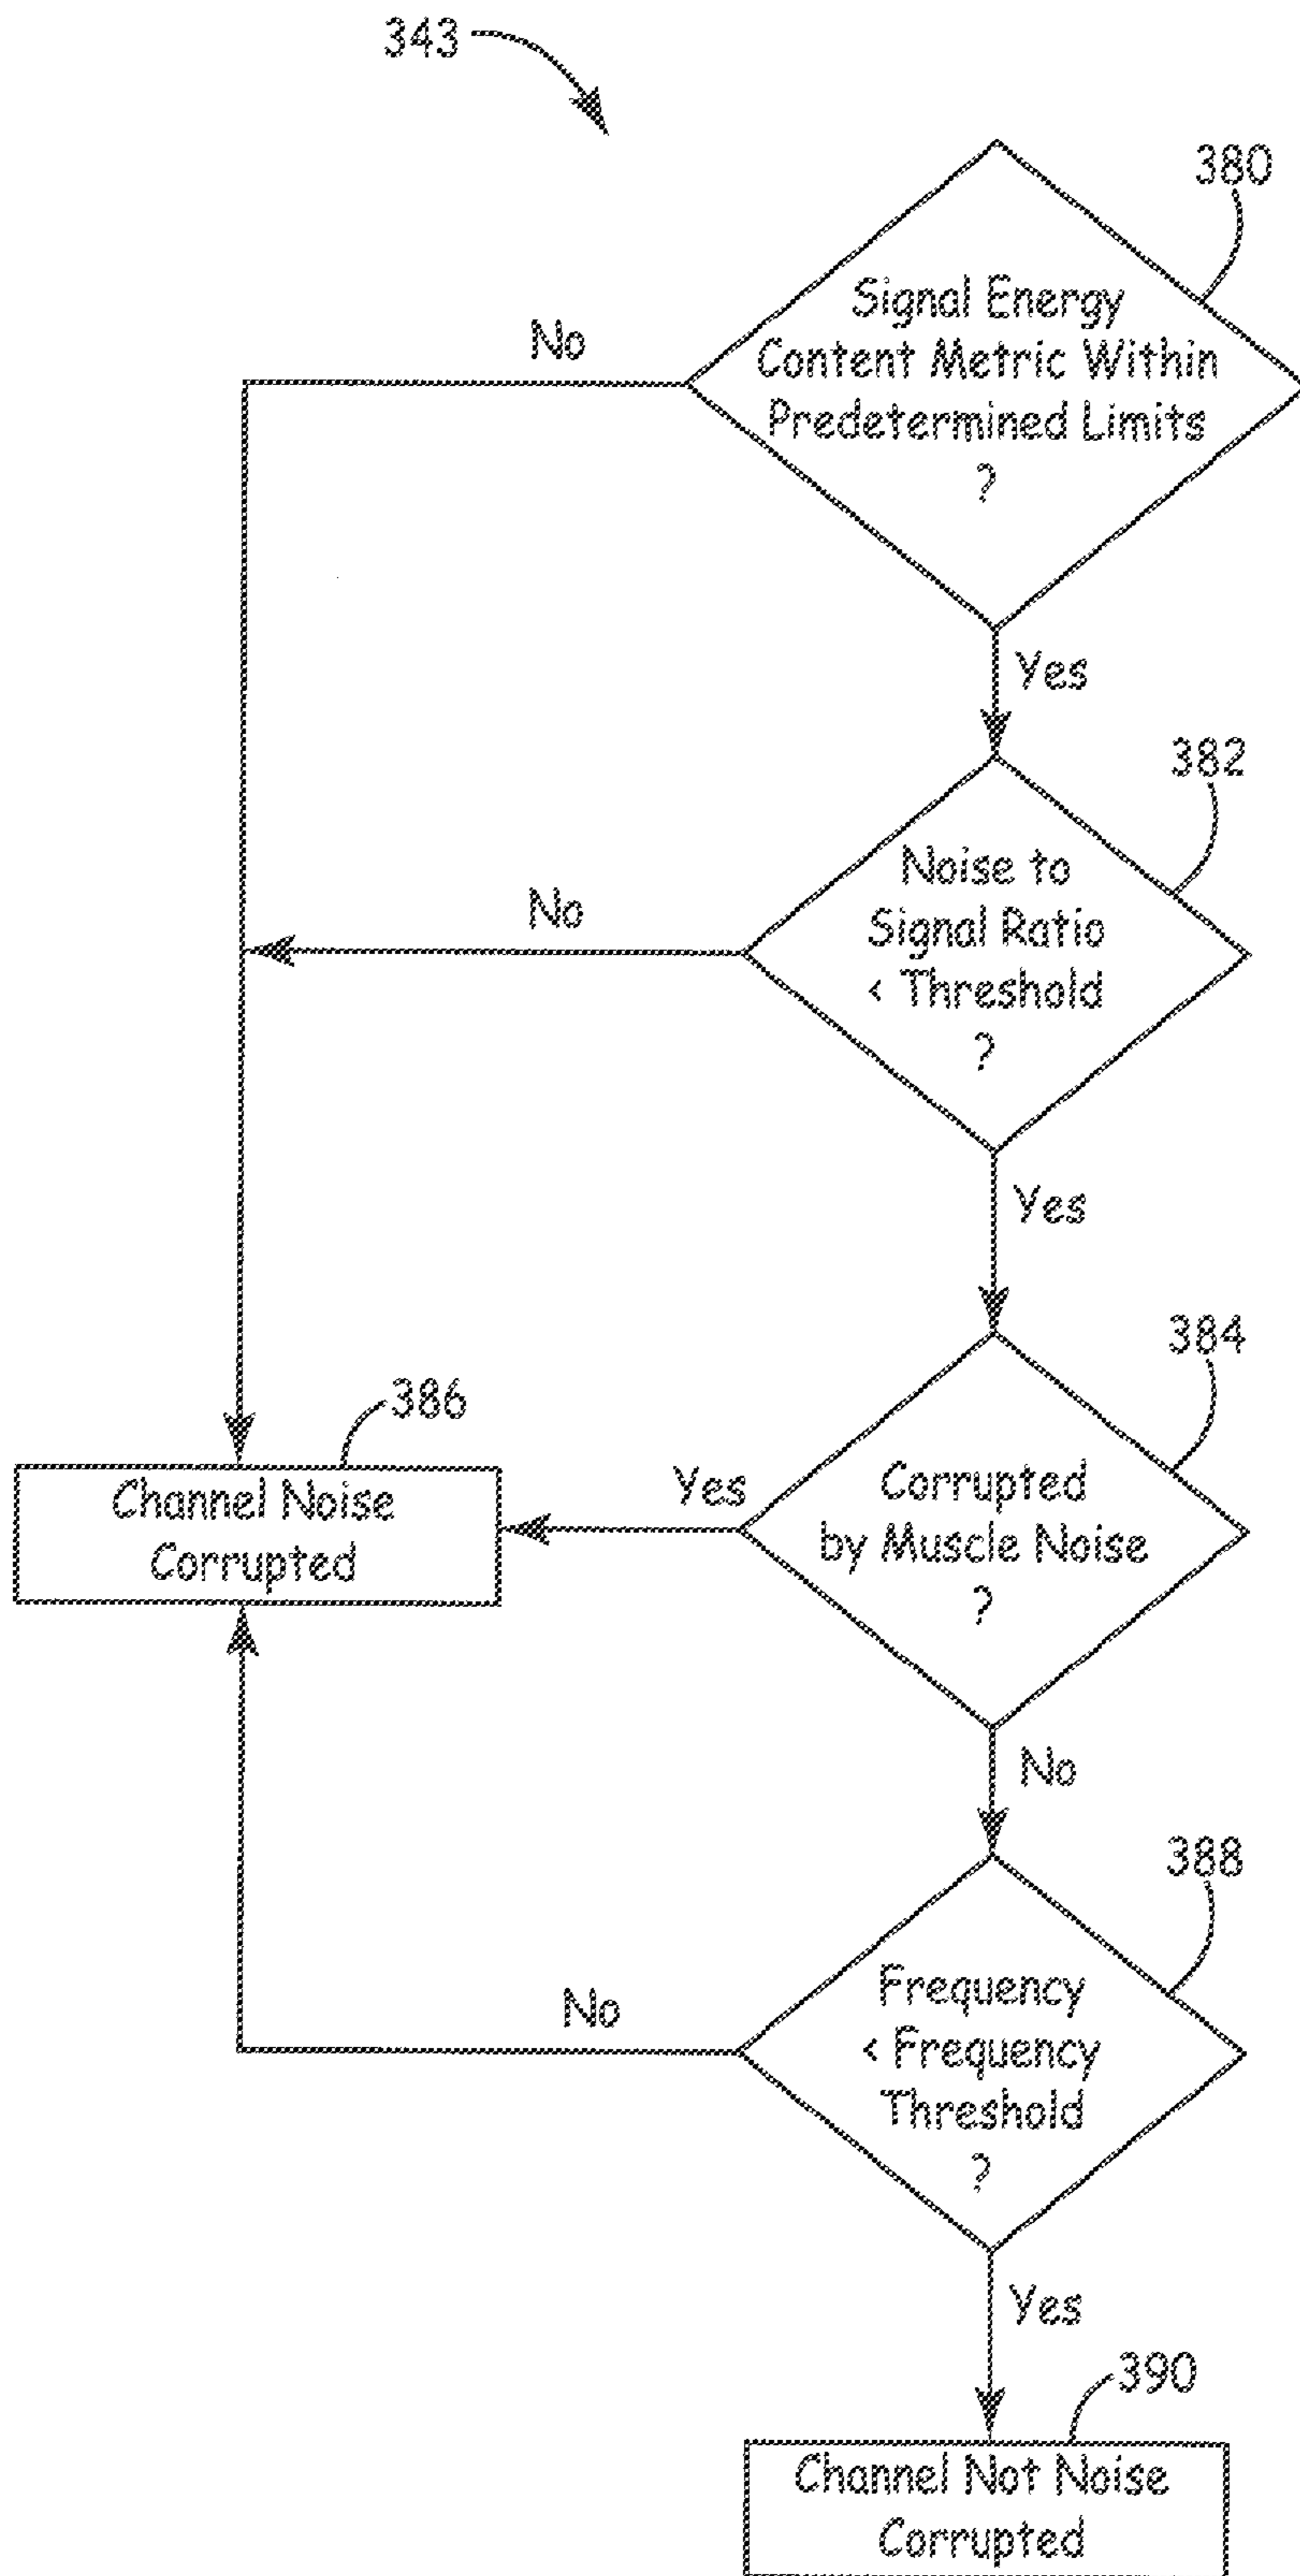 343
380
Signal Energy
Content Metric Within
Predetermined Limits
?
No
Yes
382
Noise to
Signal Ratio
< Threshold
?
No
Yes
384
386
Channel Noise
Corrupted
Yes
Corrupted
by Muscle Noise
?
No
388
Frequency
< Frequency
Threshold
?
No
Yes
390
Channel Not Noise
Corrupted